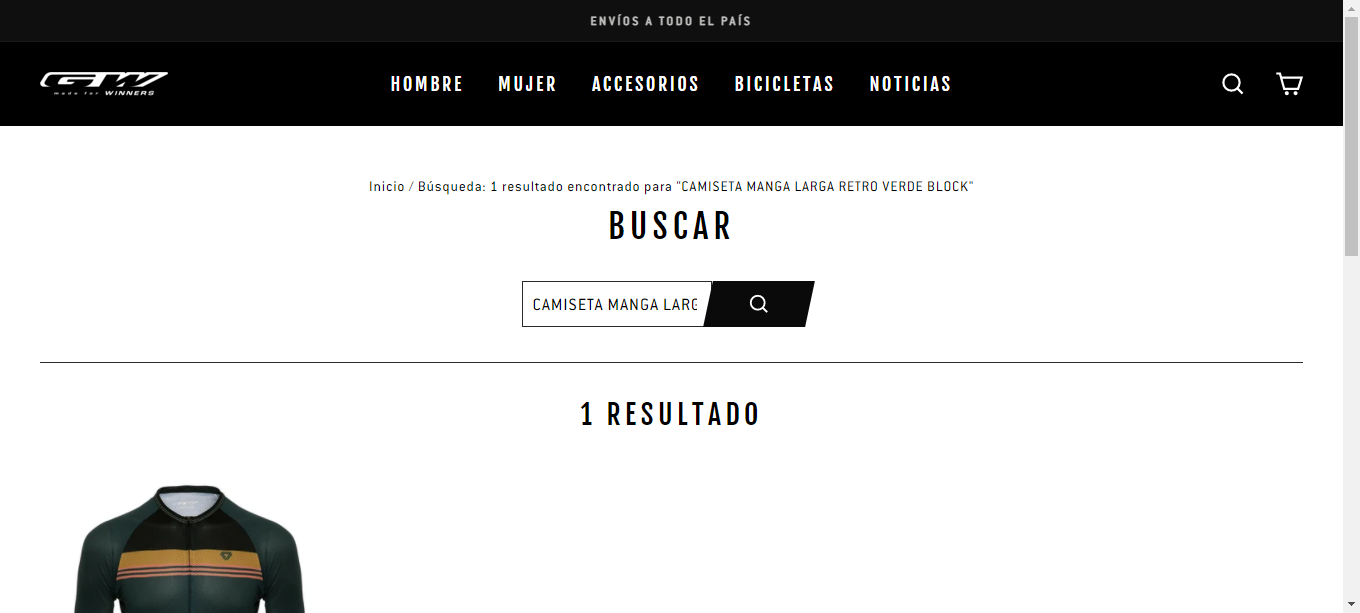 ENVÍOS A TODO EL PAÍS
GW
made for WINNERS
HOMBRE MUJER ACCESORIOS BICICLETAS NOTICIAS
Inicio / Búsqueda: 1 resultado encontrado para "CAMISETA MANGA LARGA RETRO VERDE BLOCK"
BUSCAR
CAMISETA MANGA LARG
1 RESULTADO